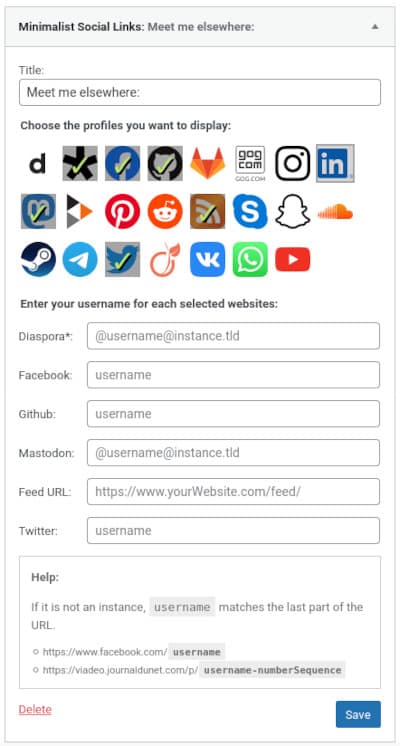 Minimalist Social Links: Meet me elsewhere:
Title:
Meet me elsewhere:
Choose the profiles you want to display:
d
gog
com
GOG.COM
in
Enter your username for each selected websites:
Diaspora*: @username@instance.tld
Facebook: username
Github: username
Mastodon: @username@instance.tld
Feed URL: https://www.yourWebsite.com/feed/
Twitter: username
Help:
If it is not an instance, username matches the last part of the
URL.
https://www.facebook.com/ username
https://viadeo.journaldunet.com/p/ username-numberSequence
Delete
Save